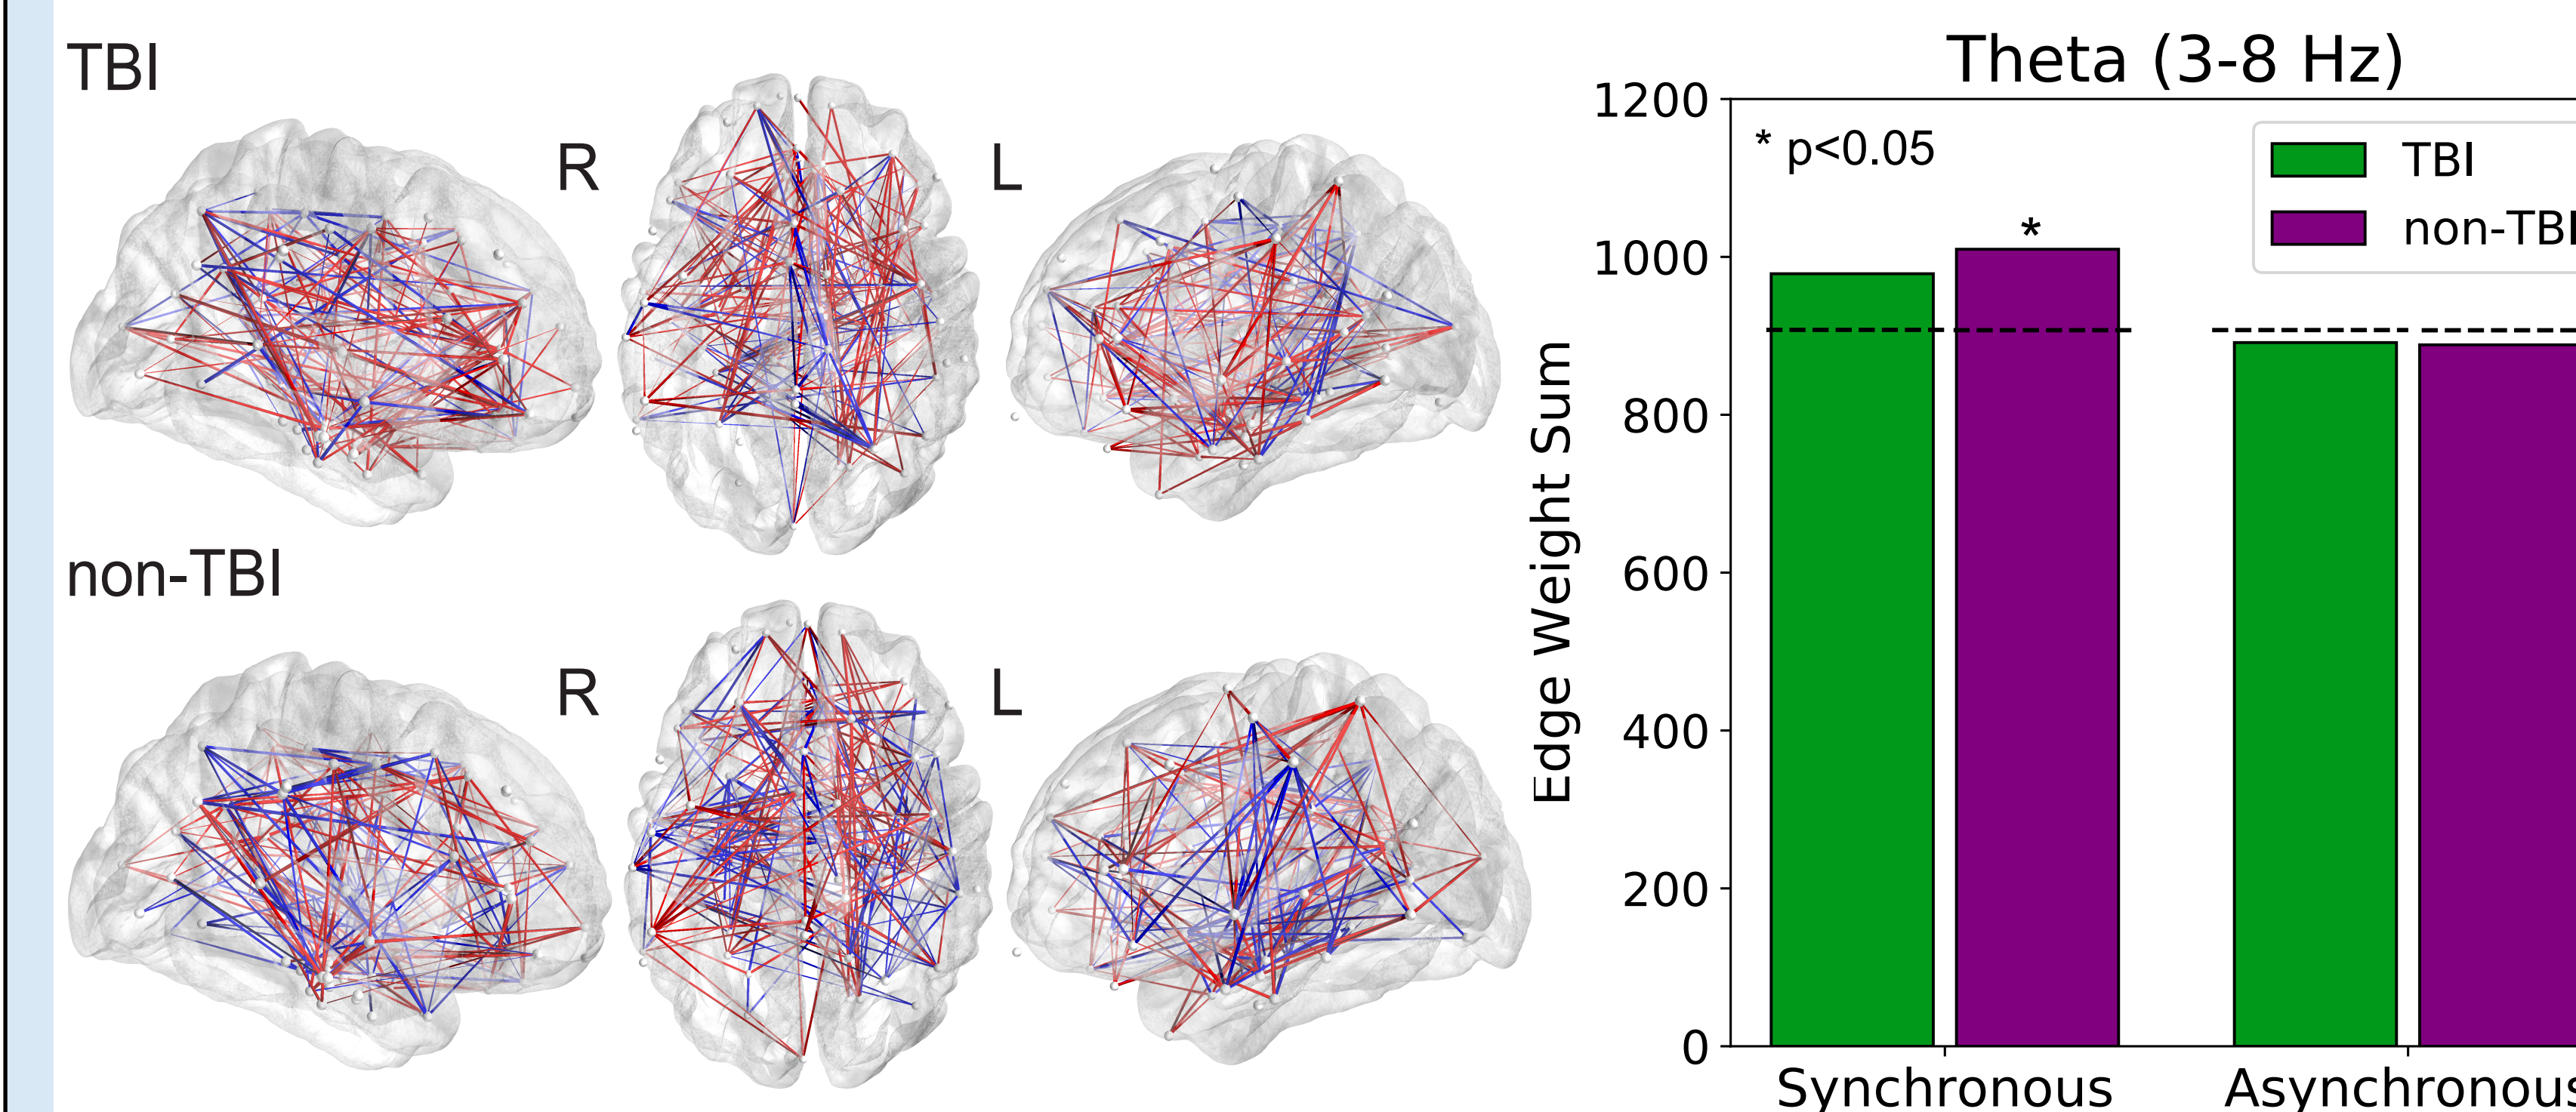 TBI
R
L
non-TBI
R
L
Theta (3-8 Hz)
* p<0.05
TBI
non-TBI
*
Edge Weight Sum
1200
1000
800
600
400
200
0
Synchronous
Asynchronous